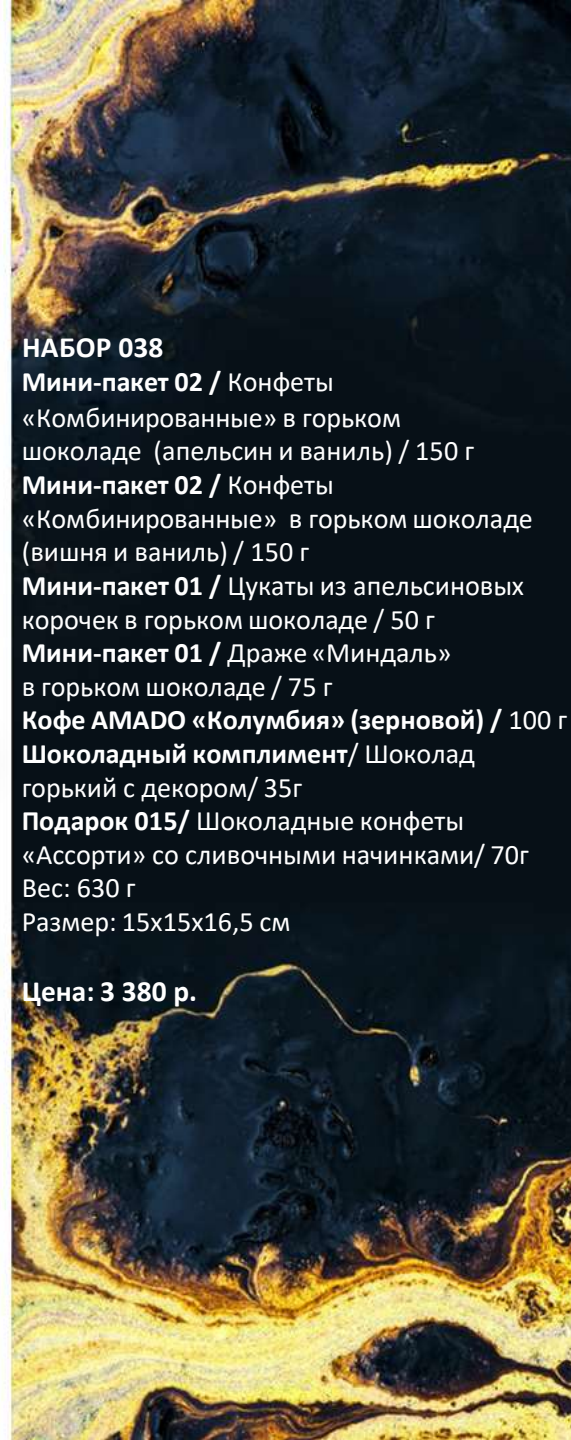 НАБОР 038
Мини-пакет 02 / Конфеты
«Комбинированные» в горьком
шоколаде (апельсин и ваниль) / 150 г
Мини-пакет 02 / Конфеты
«Комбинированные» в горьком шоколаде
(вишня и ваниль) / 150 г
Мини-пакет 01 / Цукаты из апельсиновых
корочек в горьком шоколаде / 50 г
Мини-пакет 01 / Драже «Миндаль»
в горьком шоколаде / 75 г
Кофе AMADO «Колумбия» (зерновой) / 100 г
Шоколадный комплимент/ Шоколад
горький с декором/ 35г
Подарок 015/ Шоколадные конфеты
«Ассорти» со сливочными начинками/ 70г
Вес: 630 г
Размер: 15х15х16,5 см
Цена: 3 380 р.